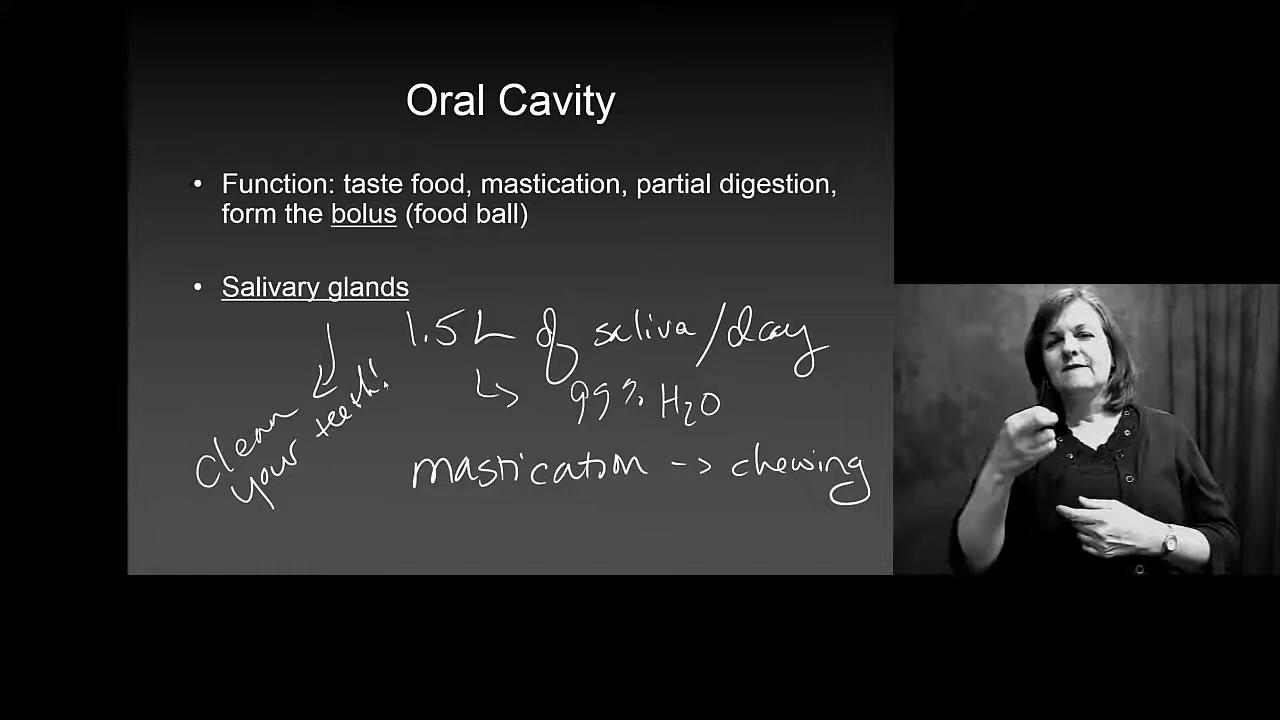 Oral Cavity
• Function: taste food, mastication, partial digestion,
form the bolus (food ball)
• Salivary glands
1.5L of saliva/day
↳ 99% H₂O
clean
your teeth!
mastication -> chewing